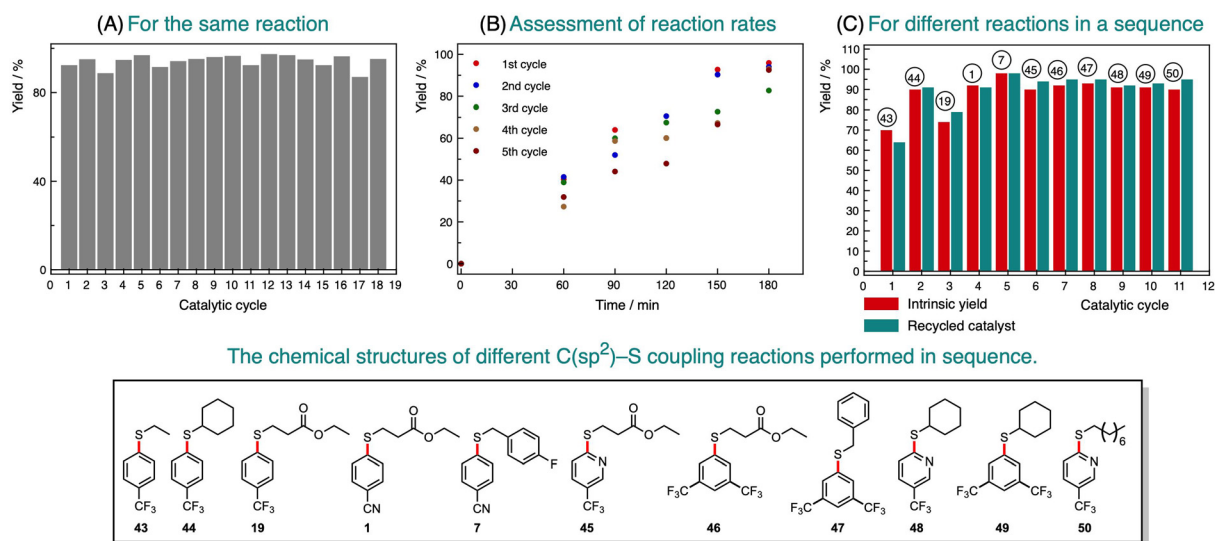 (A) For the same reaction
Yield / %
80
40
0
1 2 3 4 5 6 7 8 9 10 11 12 13 14 15 16 17 18 19
Catalytic cycle
(B) Assessment of reaction rates
Yield / %
100
80
60
40
20
0
1st cycle
2nd cycle
3rd cycle
4th cycle
5th cycle
0 30 60 90 120 150 180
Time / min
(C) For different reactions in a sequence
Yield / %
110
100
90
80
70
60
50
40
30
20
10
0
43 44 19 1 7 45 46 47 48 49 50
1 2 3 4 5 6 7 8 9 10 11 12
Catalytic cycle
Intrinsic yield
Recycled catalyst
The chemical structures of different C(sp²)–S coupling reactions performed in sequence.
S CF₃ 43
S CF₃ 44
S O O CF₃ 19
S O O CN 1
S F CN 7
S O O N CF₃ 45
S O O F₃C CF₃ 46
S F₃C CF₃ 47
S N CF₃ 48
S F₃C CF₃ 49
S ( )6 N CF₃ 50